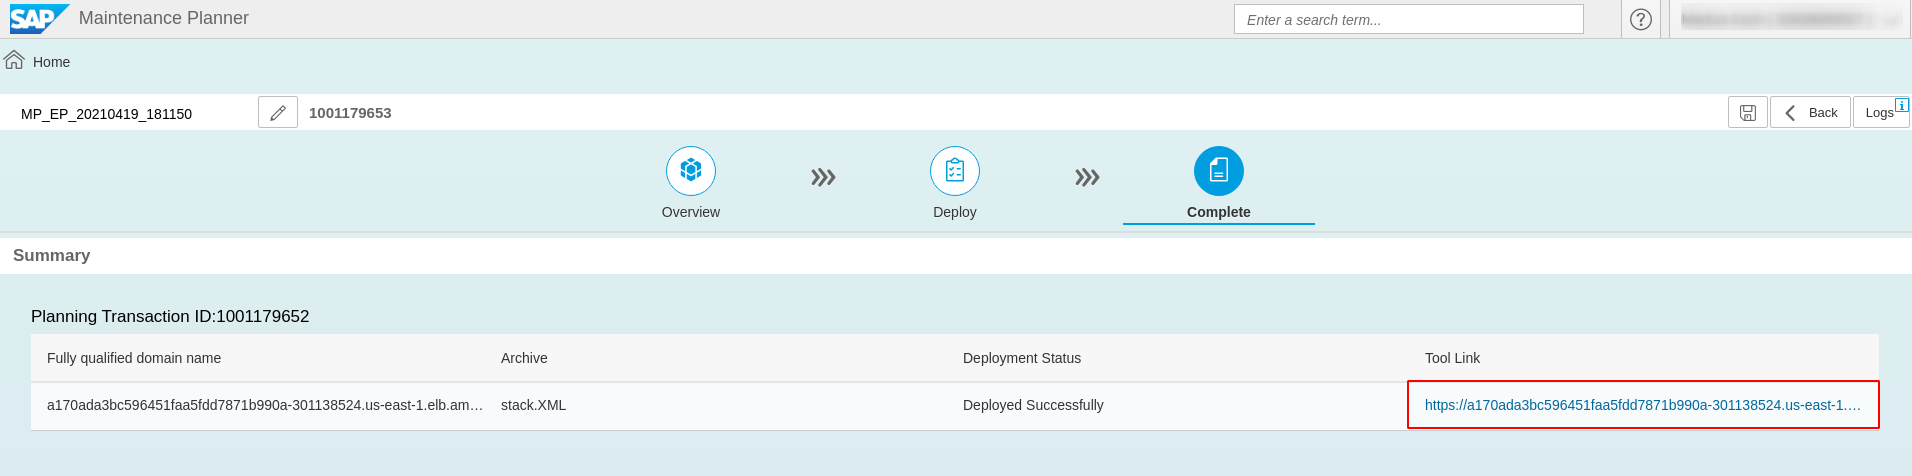 SAP Maintenance Planner
Enter a search term...
Home
MP_EP_20210419_181150
1001179653
Back
Logs
Overview
Deploy
Complete
Summary
Planning Transaction ID:1001179652
Fully qualified domain name Archive Deployment Status Tool Link
a170ada3bc596451faa5fdd7871b990a-301138524.us-east-1.elb.am… stack.XML Deployed Successfully https://a170ada3bc596451faa5fdd7871b990a-301138524.us-east-1.…